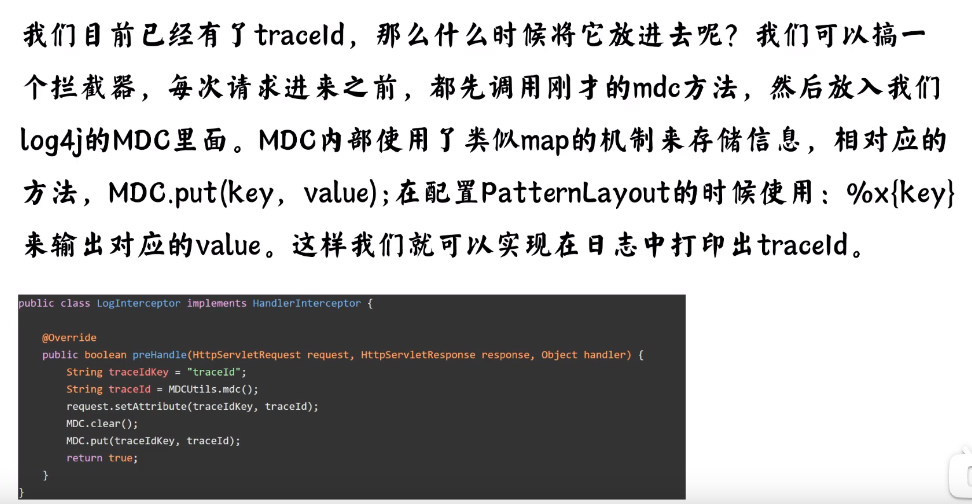 我们目前已经有了traceId，那么什么时候将它放进去呢？我们可以搞一
个拦截器，每次请求进来之前，都先调用刚才的mdc方法，然后放入我们
log4j的MDC里面。MDC内部使用了类似map的机制来存储信息，相对应的
方法，MDC.put(key，value);在配置PatternLayout的时候使用：%x{key}
来输出对应的value。这样我们就可以实现在日志中打印出traceId。
public class LogInterceptor implements HandlerInterceptor {
@Override
public boolean preHandle(HttpServletRequest request, HttpServletResponse response, Object handler) {
String traceIdKey = "traceId";
String traceId = MDCUtils.mdc();
request.setAttribute(traceIdKey, traceId);
MDC.clear();
MDC.put(traceIdKey, traceId);
return true;
}
}